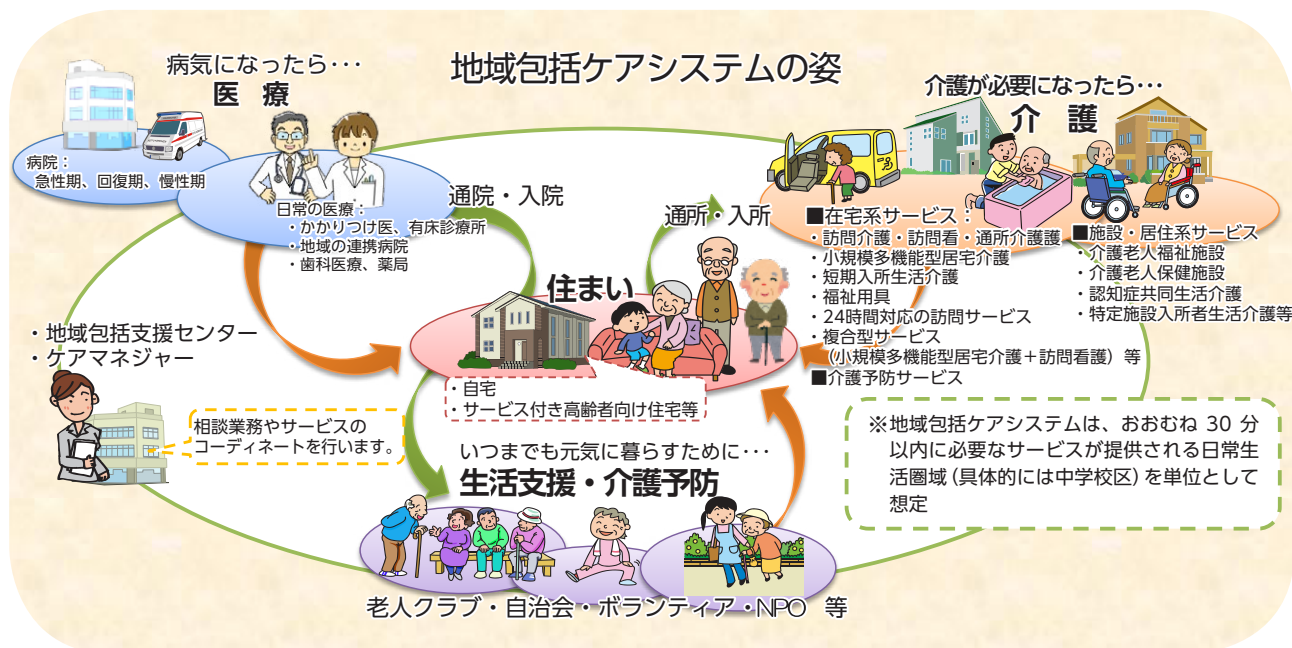 地域包括ケアシステムの姿
病気になったら･･･
医 療
病院：
急性期、回復期、慢性期
日常の医療：
・かかりつけ医、有床診療所
・地域の連携病院
・歯科医療、薬局
通院・入院
通所・入所
介護が必要になったら･･･
介 護
■在宅系サービス：
・訪問介護・訪問看・通所介護護
・小規模多機能型居宅介護
・短期入所生活介護
・福祉用具
・24時間対応の訪問サービス
・複合型サービス
（小規模多機能型居宅介護＋訪問看護）等
■介護予防サービス
■施設・居住系サービス
・介護老人福祉施設
・介護老人保健施設
・認知症共同生活介護
・特定施設入所者生活介護等
住まい
・自宅
・サービス付き高齢者向け住宅等
・地域包括支援センター
・ケアマネジャー
相談業務やサービスの
コーディネートを行います。
いつまでも元気に暮らすために･･･
生活支援・介護予防
老人クラブ・自治会・ボランティア・NPO 等
※地域包括ケアシステムは、おおむね 30 分
以内に必要なサービスが提供される日常生
活圏域（具体的には中学校区）を単位として
想定